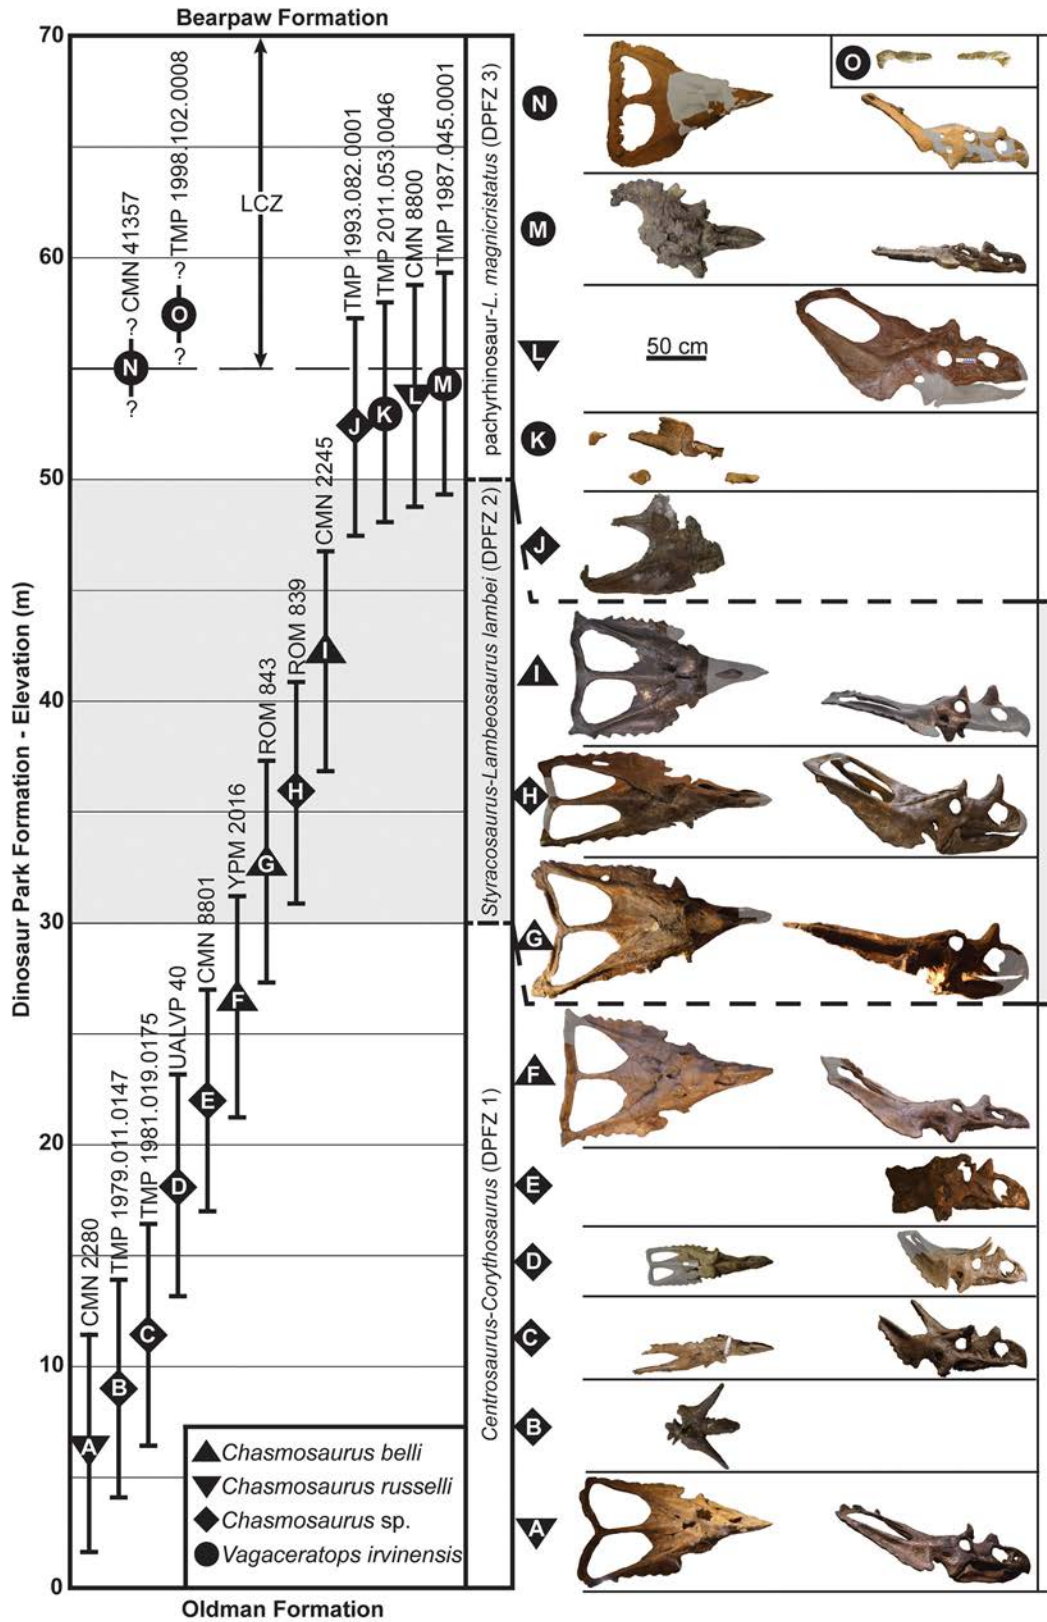 Bearpaw Formation
70
60
50
40
30
20
10
0
Dinosaur Park Formation - Elevation (m)
Oldman Formation
LCZ
? CMN 41357
N
?
? TMP 1998.102.0008
O
?
TMP 1993.082.0001
J
TMP 2011.053.0046
K
CMN 8800
L
TMP 1987.045.0001
M
CMN 2245
I
ROM 839
H
ROM 843
G
YPM 2016
F
CMN 8801
E
UALVP 40
D
TMP 1981.019.0175
C
TMP 1979.011.0147
B
CMN 2280
A
Chasmosaurus belli
Chasmosaurus russelli
Chasmosaurus sp.
Vagaceratops irvinensis
pachyrhinosaur-L. magnicristatus (DPFZ 3)
Styracosaurus-Lambeosaurus lambei (DPFZ 2)
Centrosaurus-Corythosaurus (DPFZ 1)
O
N
M
L
50 cm
K
J
I
H
G
F
E
D
C
B
A